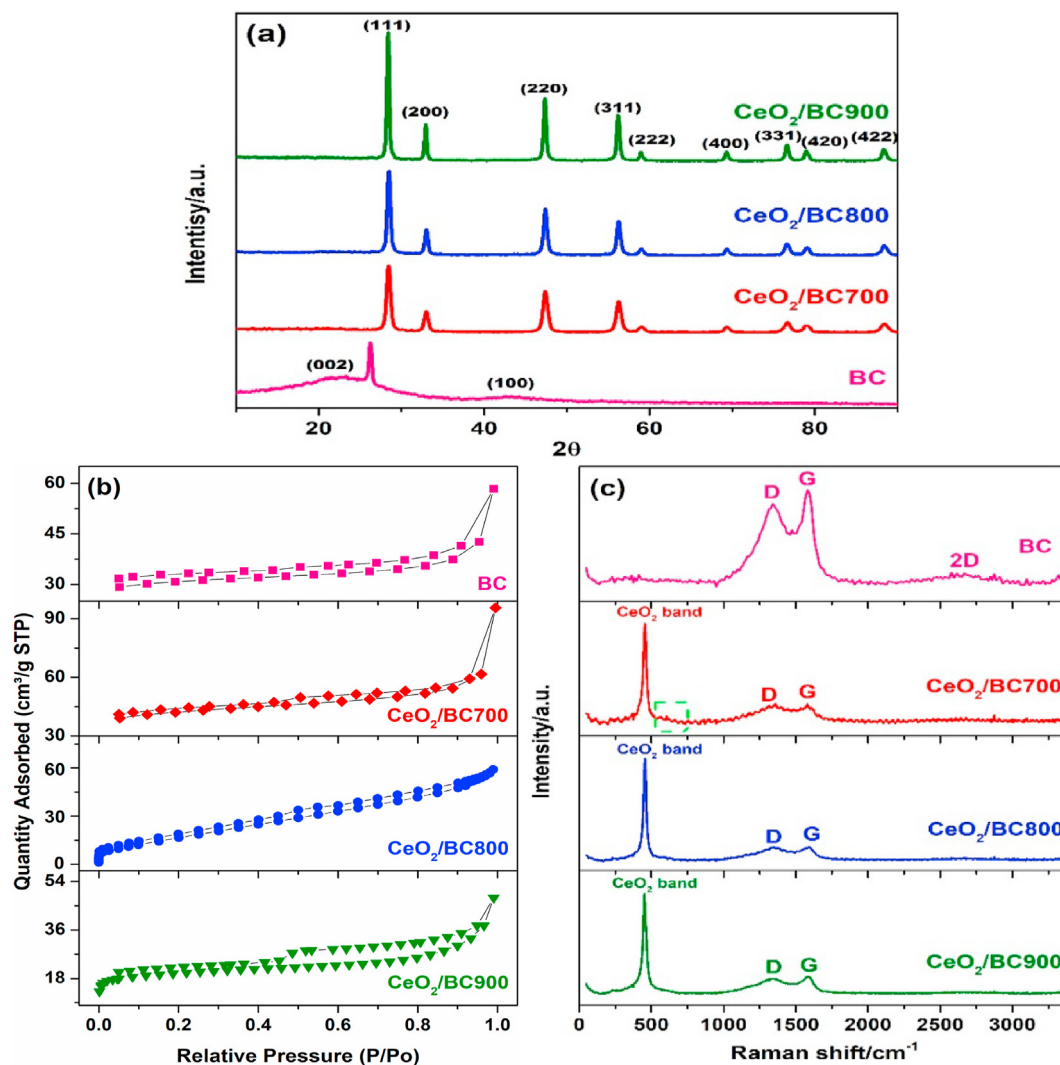 (a)
(111)
(200)
(220)
(311)
(222)
(400)
(331)
(420)
(422)
CeO₂/BC900
CeO₂/BC800
CeO₂/BC700
(002)
(100)
BC
Intentisy/a.u.
20 40 60 80
2θ
(b)
60
45
30
BC
90
60
30
CeO₂/BC700
60
30
0
CeO₂/BC800
54
36
18
CeO₂/BC900
Quantity Adsorbed (cm³/g STP)
0.0 0.2 0.4 0.6 0.8 1.0
Relative Pressure (P/Po)
(c)
D
G
2D
BC
CeO₂ band
D
G
CeO₂/BC700
CeO₂ band
D
G
CeO₂/BC800
CeO₂ band
D
G
CeO₂/BC900
Intensity/a.u.
0 500 1000 1500 2000 2500 3000
Raman shift/cm⁻¹